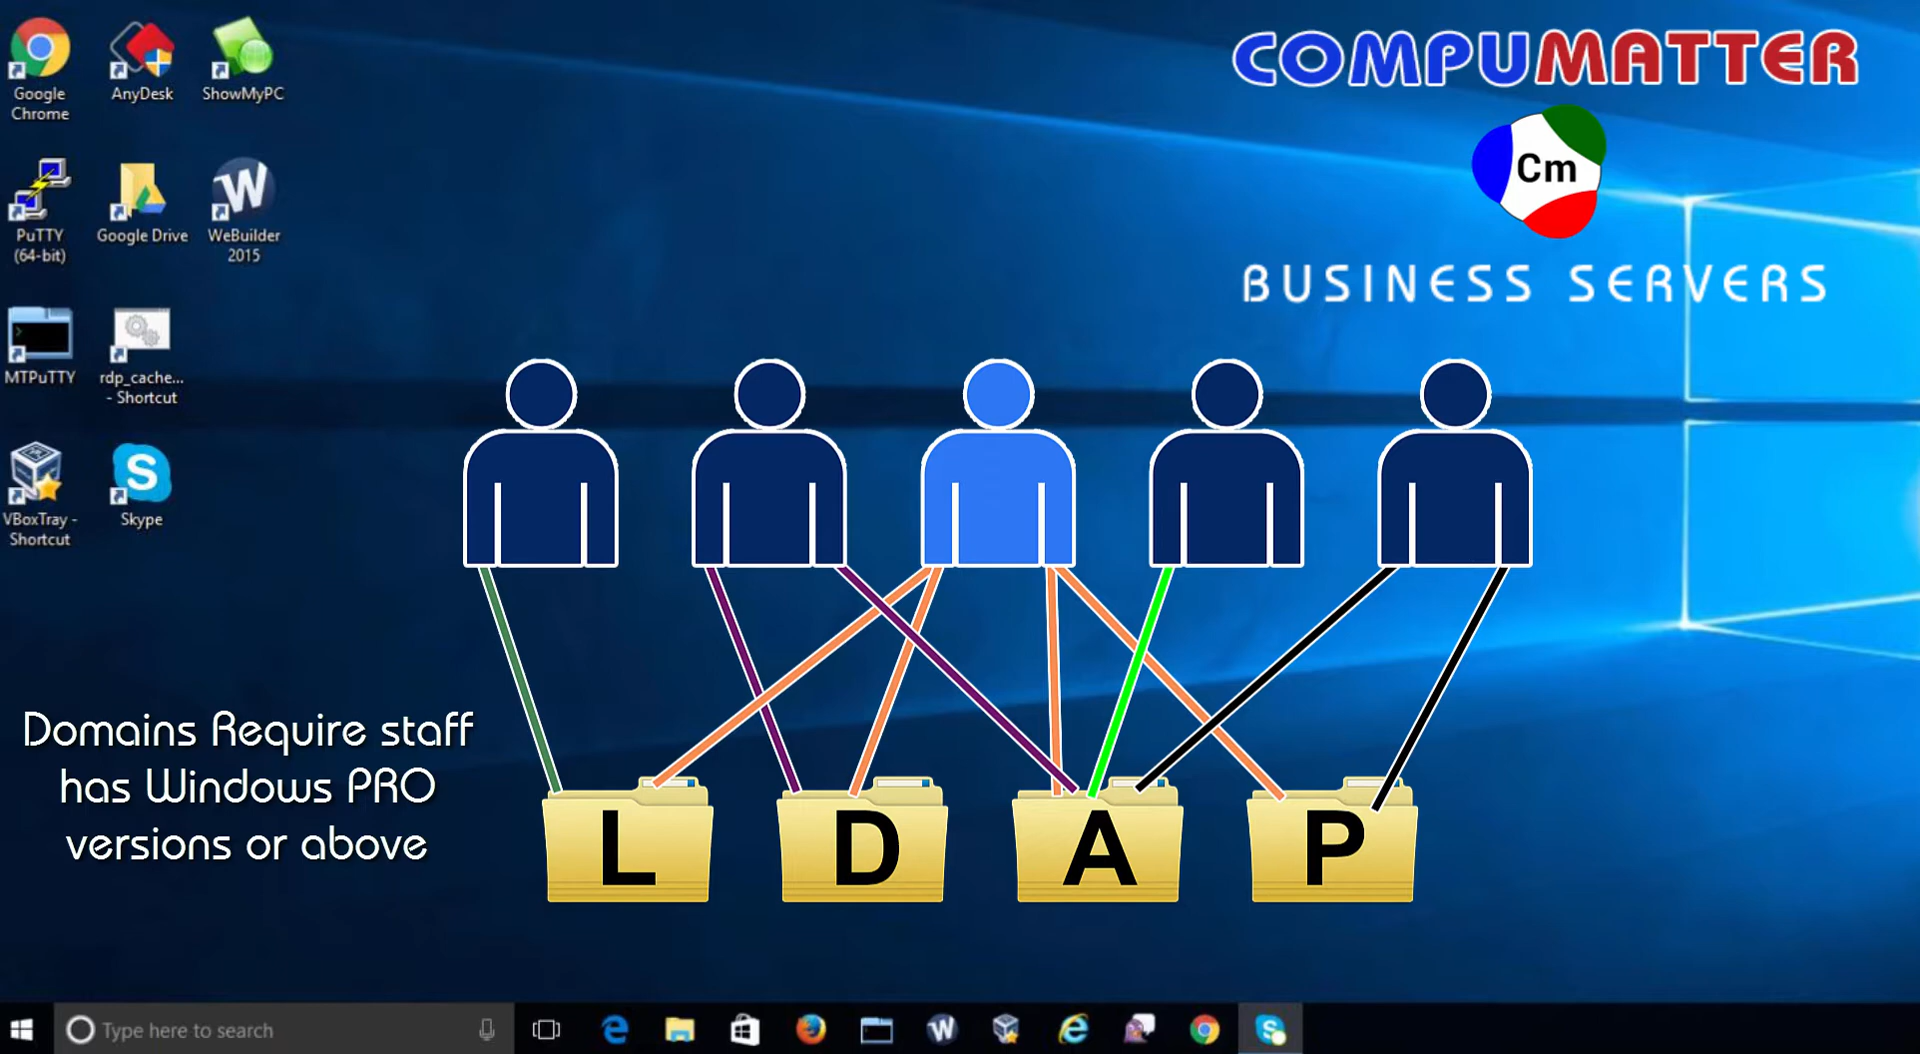 Google
Chrome
AnyDesk
ShowMyPC
PuTTY
(64-bit)
Google Drive
WeBuilder
2015
MTPuTTY
rdp_cache...
- Shortcut
VBoxTray -
Shortcut
S
Skype
COMPUMATTER
Cm
BUSINESS SERVERS
Domains Require staff
has Windows PRO
versions or above
L D A P
Type here to search